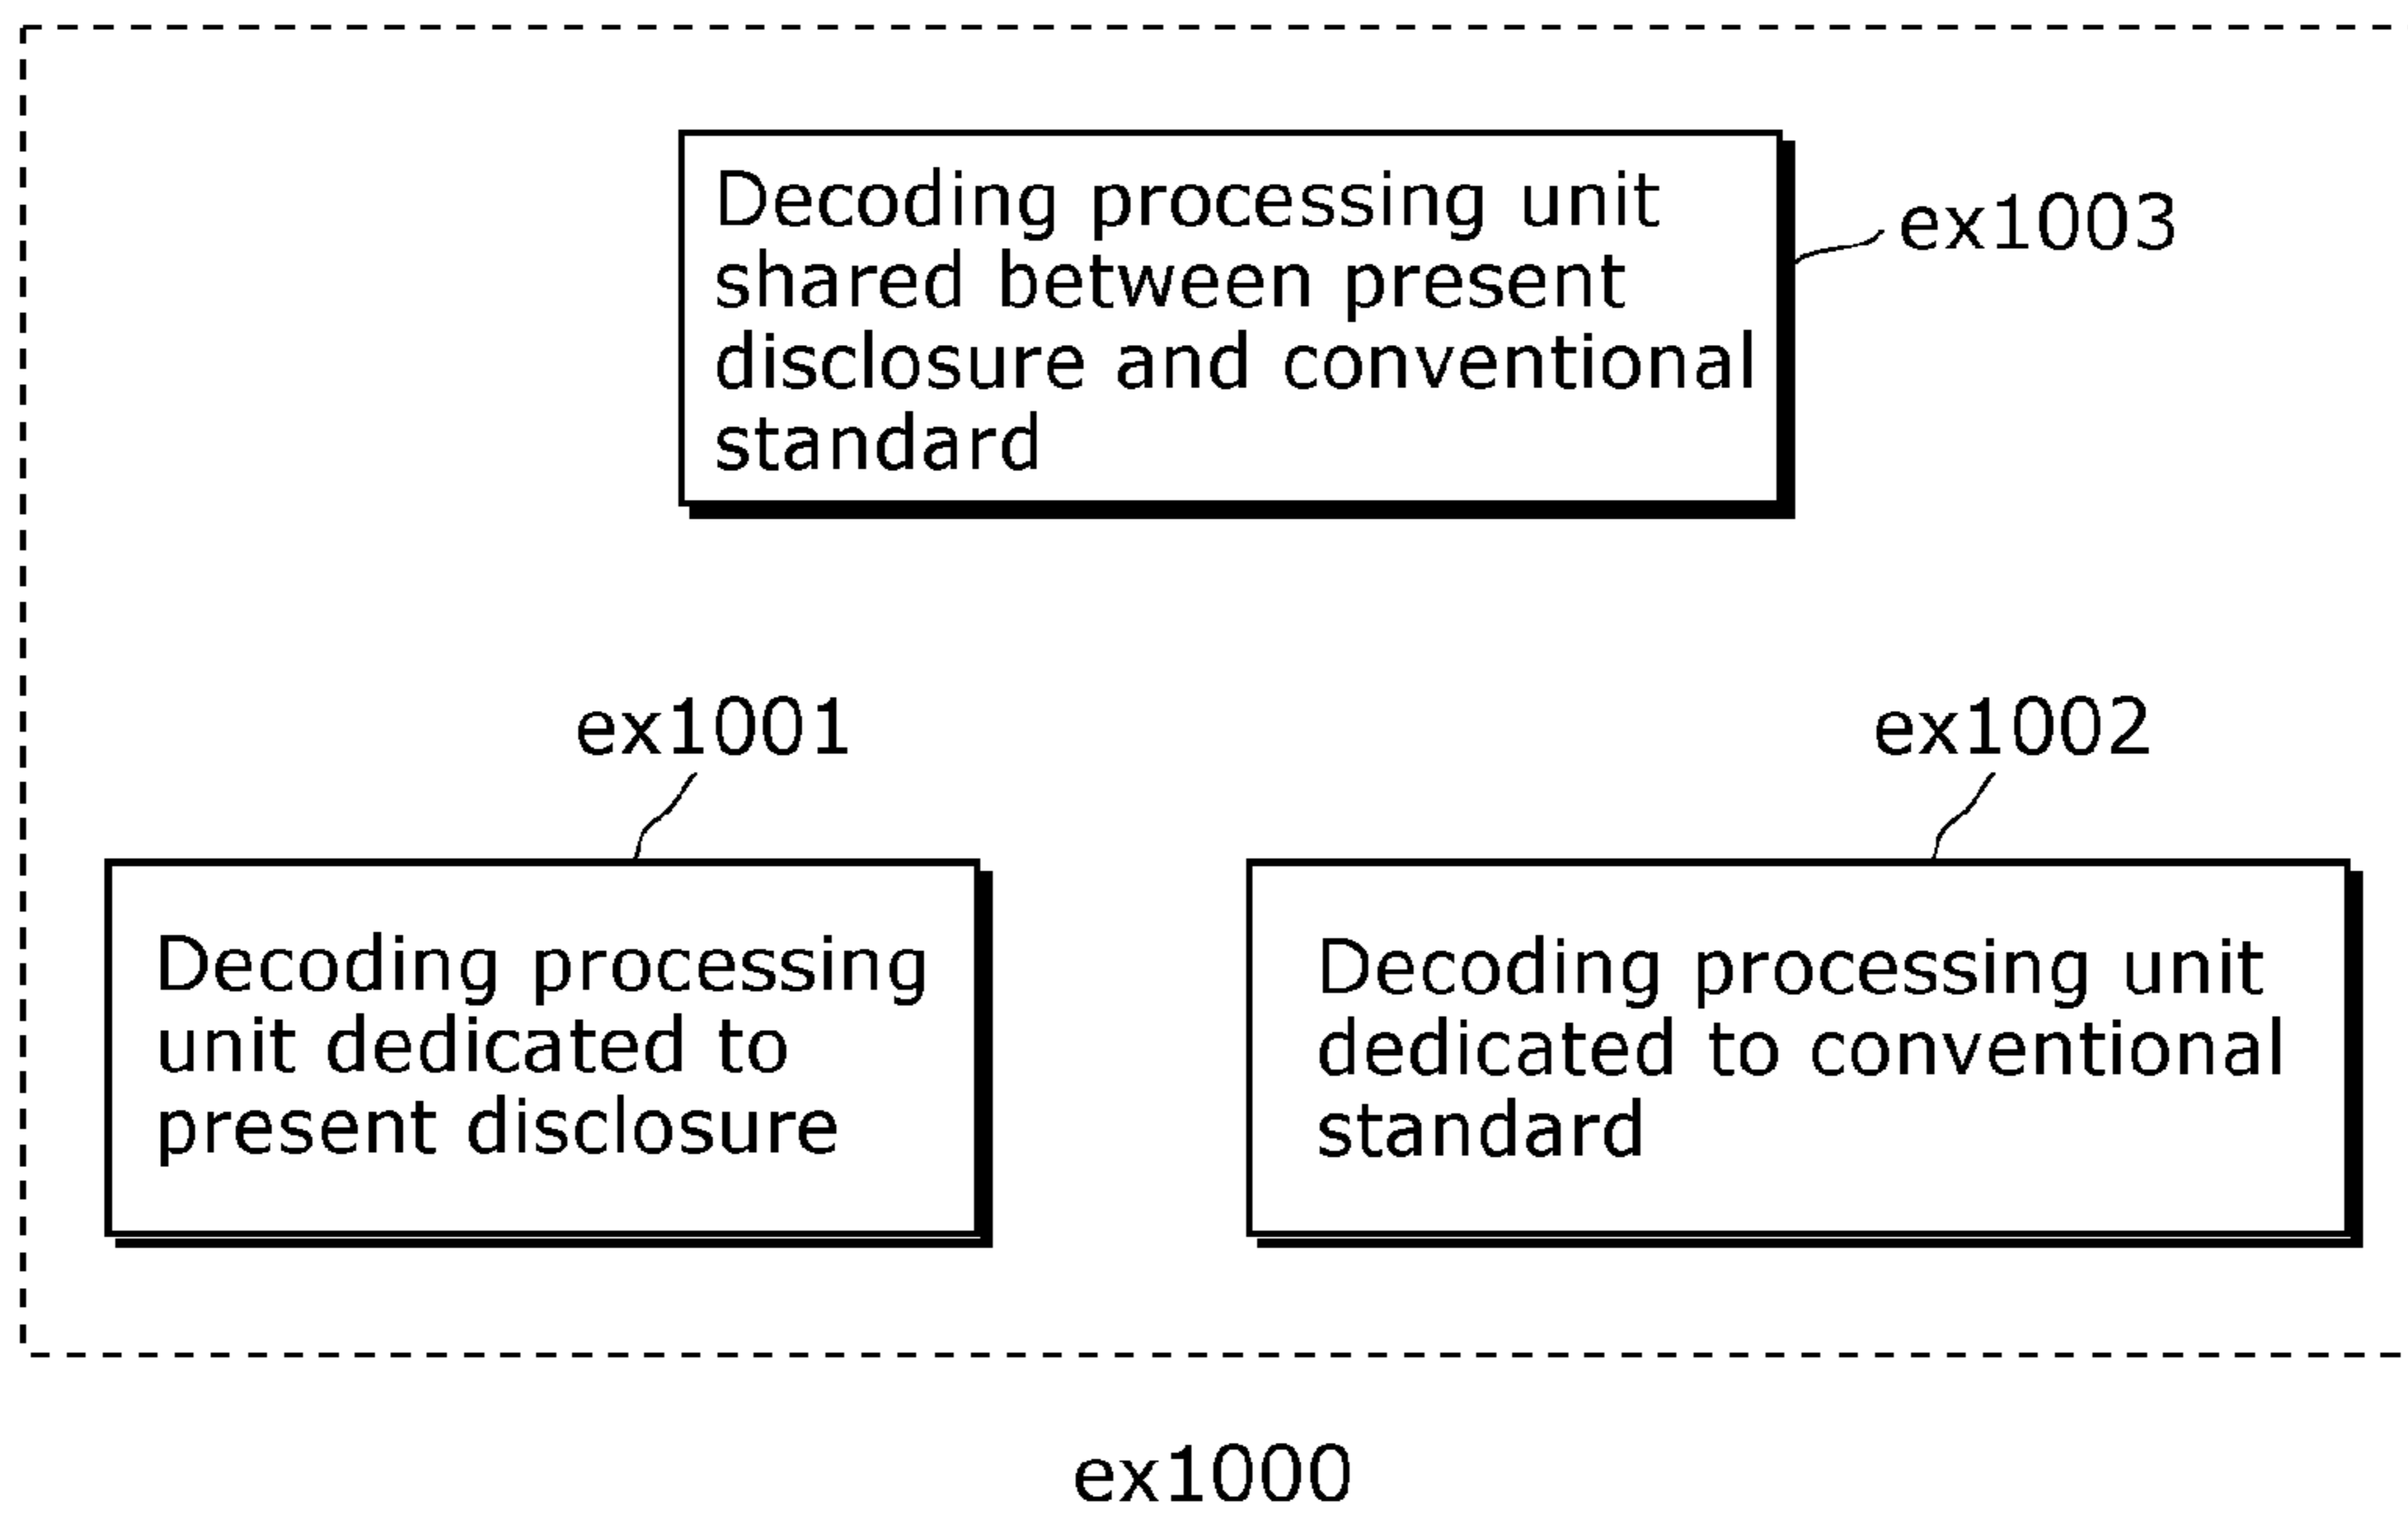 Decoding processing unit
shared between present
disclosure and conventional
standard
ex1003
ex1001
ex1002
Decoding processing
unit dedicated to
present disclosure
Decoding processing unit
dedicated to conventional
standard
ex1000